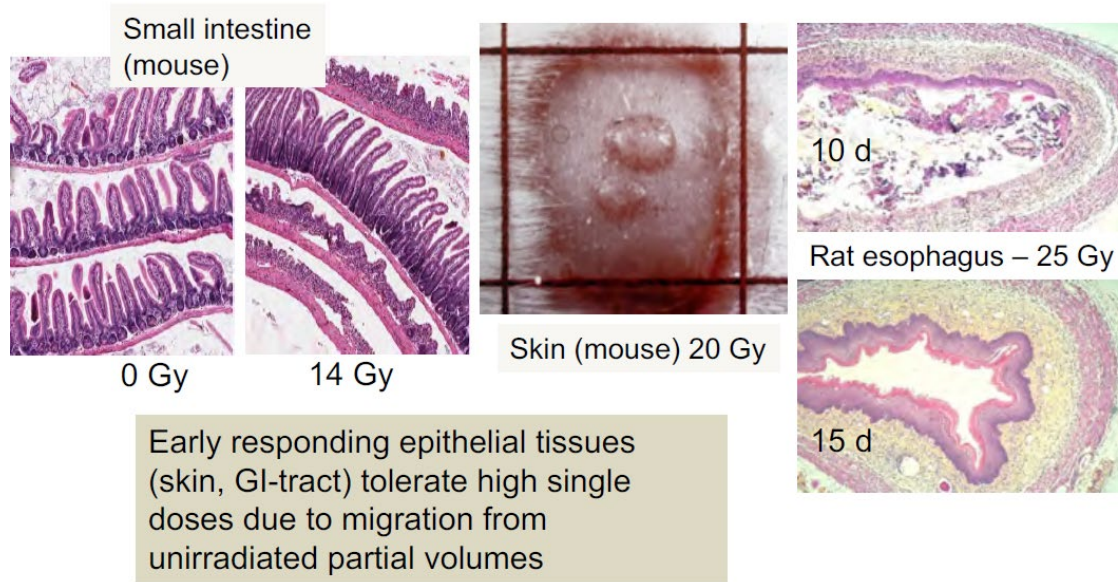 Small intestine
(mouse)
0 Gy
14 Gy
Skin (mouse) 20 Gy
10 d
Rat esophagus – 25 Gy
15 d
Early responding epithelial tissues
(skin, GI-tract) tolerate high single
doses due to migration from
unirradiated partial volumes